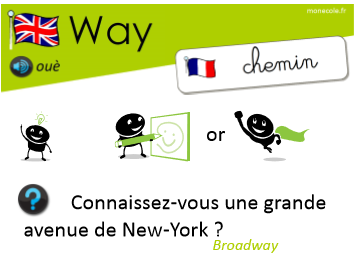 monecole.fr
Way
ouè
chemin
or
?
Connaissez-vous une grande
avenue de New-York ?
Broadway